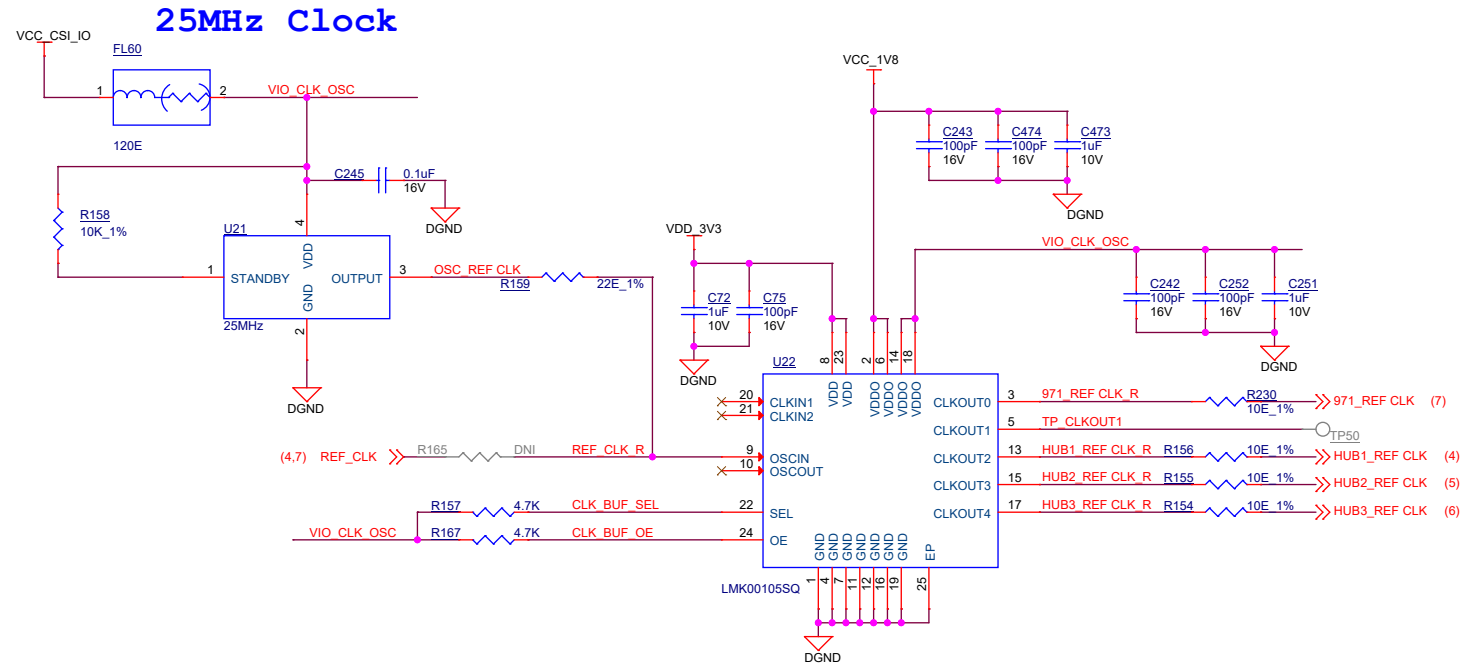 25MHz Clock
VCC_CSI_IO
FL60
1
2
VIO_CLK_OSC
120E
C245
0.1uF
16V
DGND
R158
10K_1%
U21
4
1
STANDBY
VDD
GND
OUTPUT
3
OSC_REF CLK
R159
22E_1%
25MHz
2
DGND
VCC_1V8
C243
100pF
16V
C474
100pF
16V
C473
1uF
10V
DGND
VDD_3V3
C72
1uF
10V
C75
100pF
16V
DGND
VIO_CLK_OSC
C242
100pF
16V
C252
100pF
16V
C251
1uF
10V
DGND
U22
8
23
2
6
14
18
VDD
VDD
VDDO
VDDO
VDDO
VDDO
20
CLKIN1
21
CLKIN2
(4,7)
REF_CLK
R165
DNI
REF_CLK_R
9
OSCIN
10
OSCOUT
R157
4.7K
CLK_BUF_SEL
22
SEL
VIO_CLK_OSC
R167
4.7K
CLK_BUF_OE
24
OE
CLKOUT0
3
971_REF CLK_R
R230
10E_1%
971_REF CLK
(7)
CLKOUT1
5
TP_CLKOUT1
TP50
CLKOUT2
13
HUB1_REF CLK_R
R156
10E_1%
HUB1_REF CLK
(4)
CLKOUT3
15
HUB2_REF CLK_R
R155
10E_1%
HUB2_REF CLK
(5)
CLKOUT4
17
HUB3_REF CLK_R
R154
10E_1%
HUB3_REF CLK
(6)
GND
GND
GND
GND
GND
GND
GND
EP
LMK00105SQ
1
4
7
11
12
16
19
25
DGND